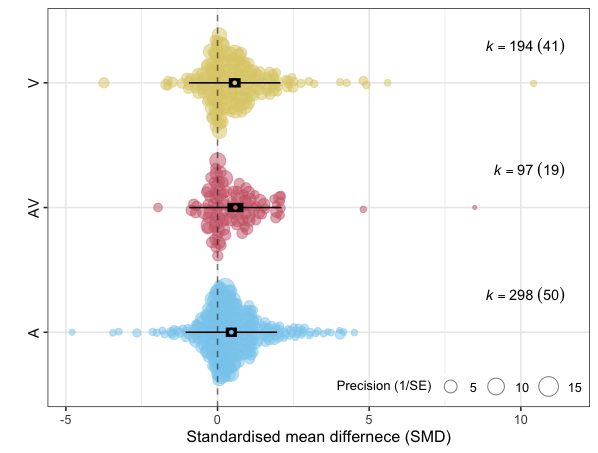 V
k = 194 (41)
AV
k = 97 (19)
A
k = 298 (50)
Precision (1/SE) 5 10 15
-5 0 5 10
Standardised mean differnece (SMD)